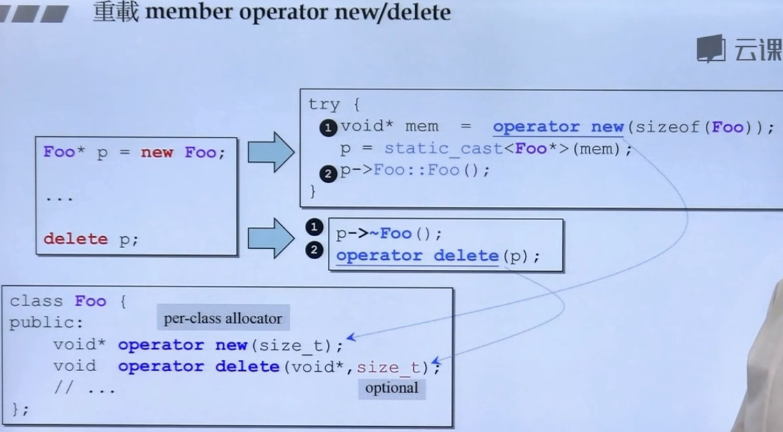 重載 member operator new/delete
云课
Foo* p = new Foo;
...
delete p;
try {
❶void* mem = operator new(sizeof(Foo));
p = static_cast<Foo*>(mem);
❷p->Foo::Foo();
}
❶ p->~Foo();
❷ operator delete(p);
class Foo {
public:
per-class allocator
void* operator new(size_t);
void operator delete(void*,size_t);
optional
// ...
};